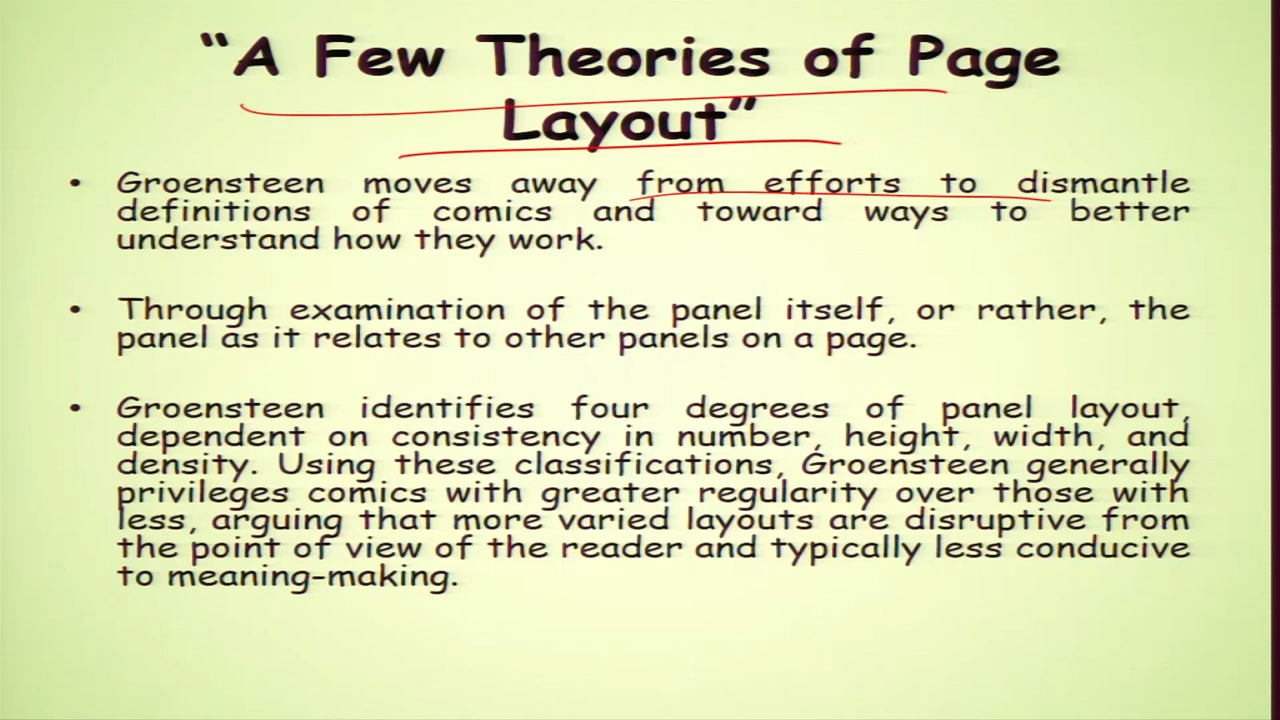 “A Few Theories of Page
Layout”
• Groensteen moves away from efforts to dismantle
definitions of comics and toward ways to better
understand how they work.
• Through examination of the panel itself, or rather, the
panel as it relates to other panels on a page.
• Groensteen identifies four degrees of panel layout,
dependent on consistency in number, height, width, and
density. Using these classifications, Groensteen generally
privileges comics with greater regularity over those with
less, arguing that more varied layouts are disruptive from
the point of view of the reader and typically less conducive
to meaning-making.